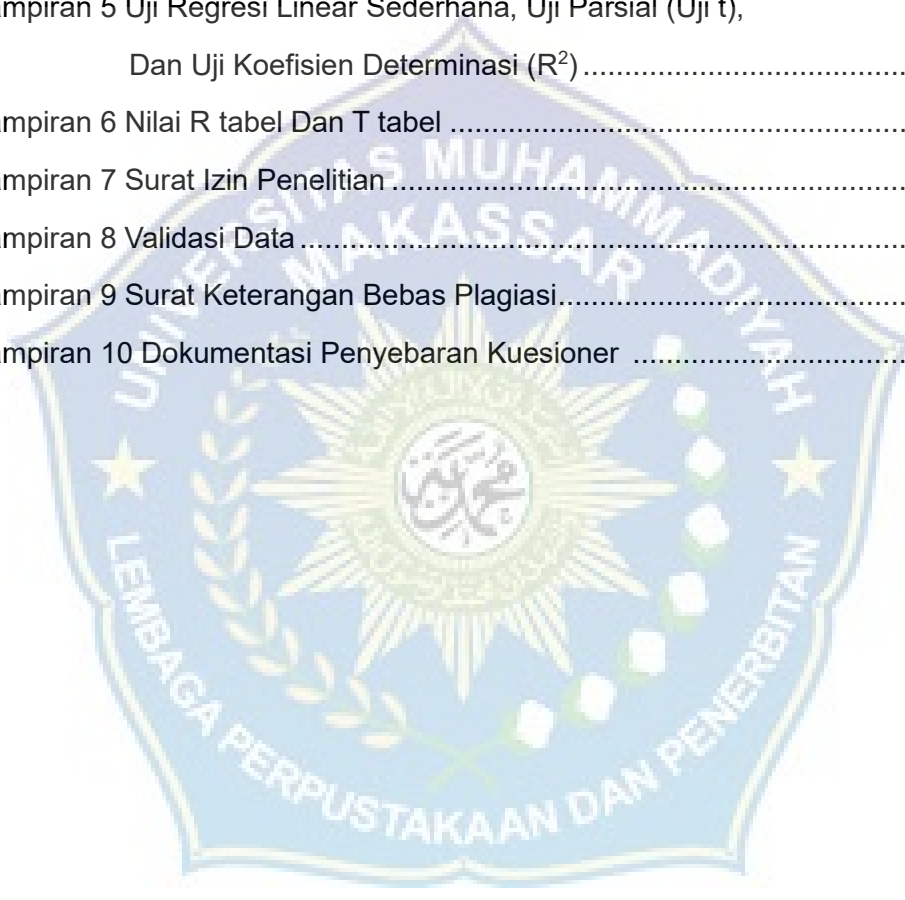 ampiran 5 Uji Regresi Linear Sederhana, Uji Parsial (Uji t),
Dan Uji Koefisien Determinasi (R²).......................................
ampiran 6 Nilai R tabel Dan T tabel .......................................................
ampiran 7 Surat Izin Penelitian..............................................................
ampiran 8 Validasi Data.........................................................................
ampiran 9 Surat Keterangan Bebas Plagiasi..........................................
ampiran 10 Dokumentasi Penyebaran Kuesioner .................................
UNIVERSITAS MUHAMMADIYAH
MAKASSAR
LEMBAGA PERPUSTAKAAN DAN PENERBITAN